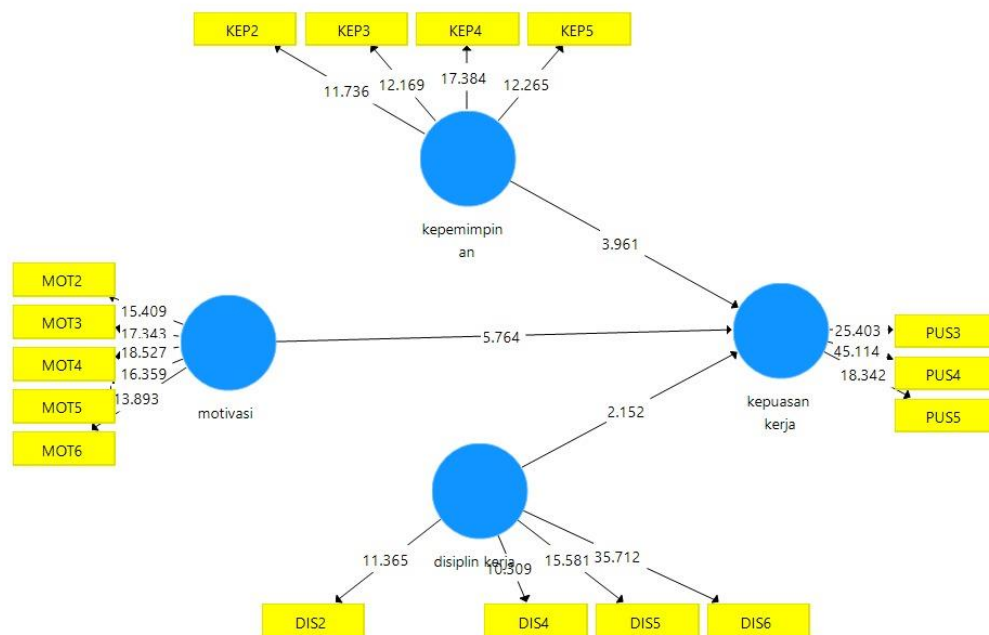 KEP2 KEP3 KEP4 KEP5
11.736 12.169 17.384 12.265
kepemimpin
an
3.961
MOT2
MOT3
MOT4
MOT5
MOT6
15.409
17.343
18.527
16.359
13.893
motivasi
5.764
kepuasan
kerja
25.403
45.114
18.342
PUS3
PUS4
PUS5
2.152
disiplin kerja
11.365 10.309 15.581 35.712
DIS2 DIS4 DIS5 DIS6